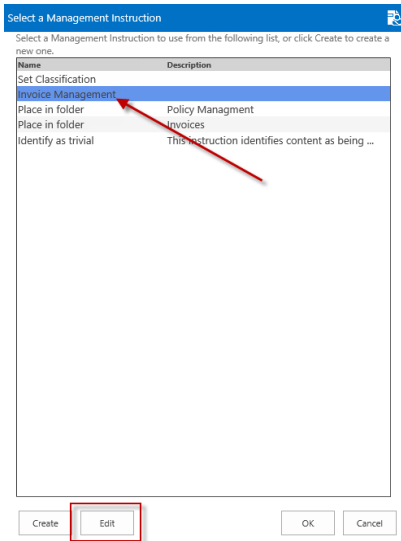 Select a Management Instruction
Select a Management Instruction to use from the following list, or click Create to create a
new one.
Name Description
Set Classification
Invoice Management
Place in folder Policy Managment
Place in folder Invoices
Identify as trivial This instruction identifies content as being ...
Create Edit OK Cancel